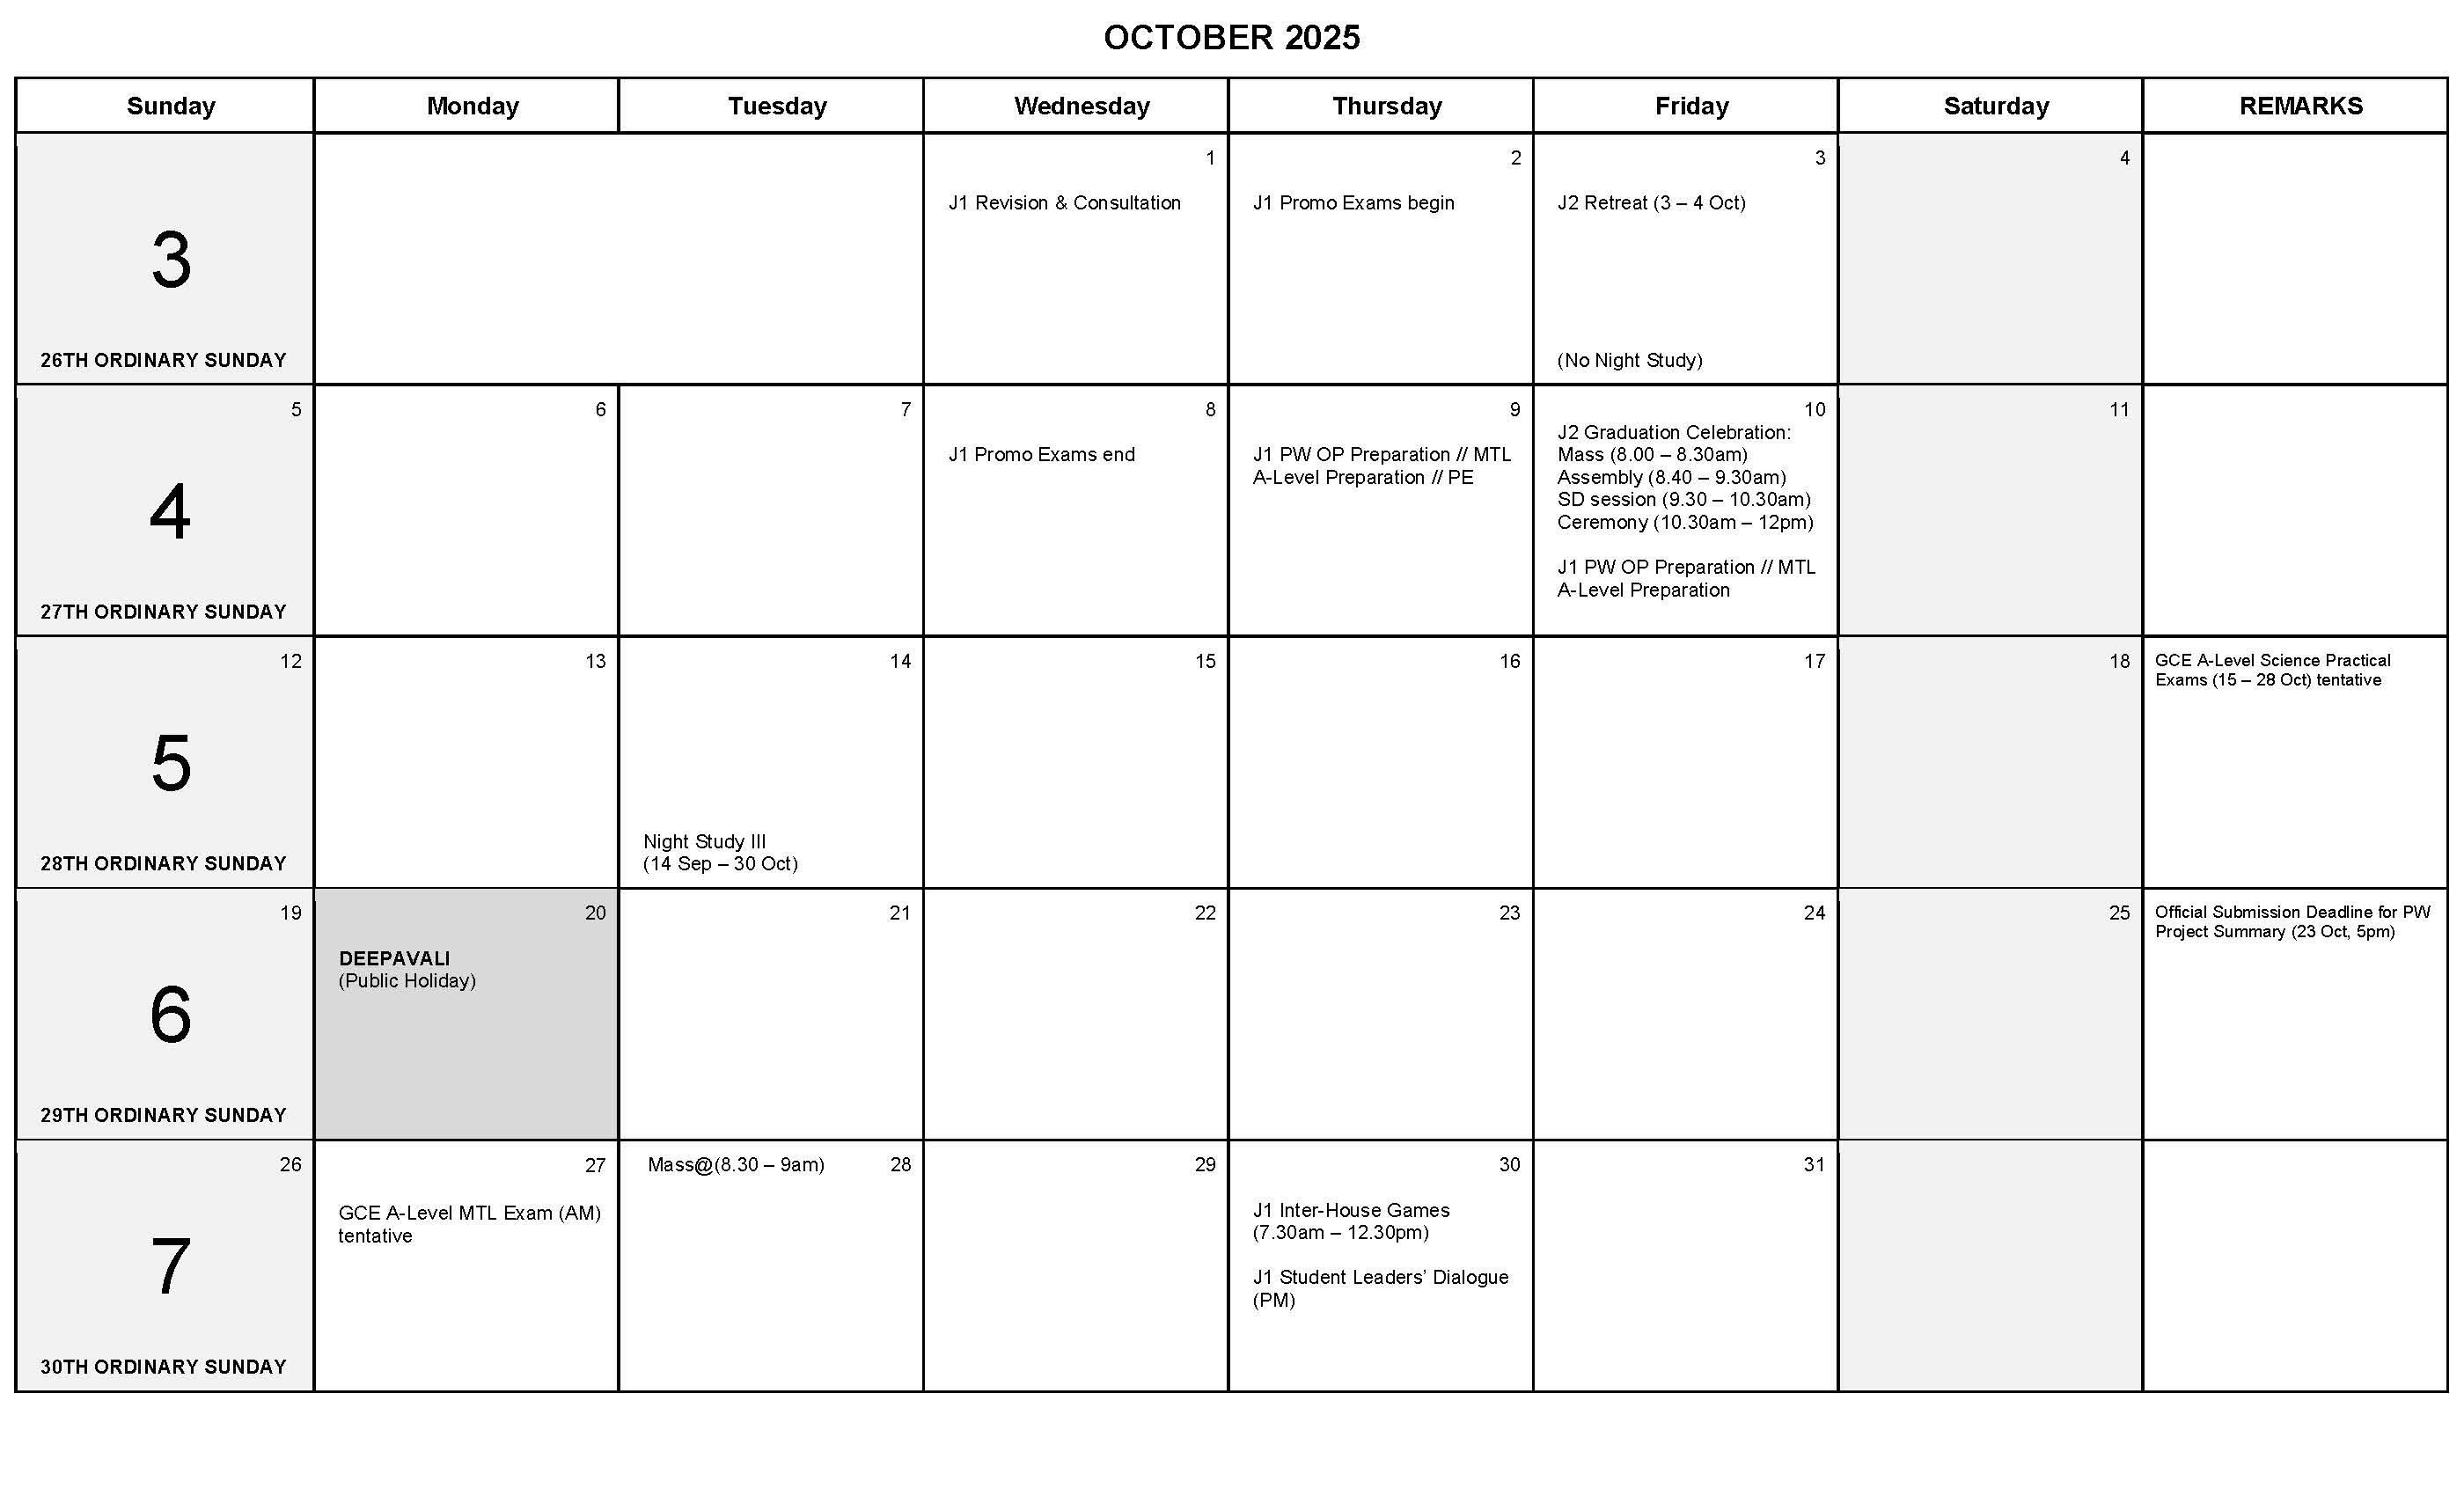 OCTOBER 2025
Sunday
Monday
Tuesday
Wednesday
Thursday
Friday
Saturday
REMARKS
3
26TH ORDINARY SUNDAY
1
J1 Revision & Consultation
2
J1 Promo Exams begin
3
J2 Retreat (3 – 4 Oct)
(No Night Study)
4
5
4
27TH ORDINARY SUNDAY
6
7
8
J1 Promo Exams end
9
J1 PW OP Preparation // MTL
A-Level Preparation // PE
10
J2 Graduation Celebration:
Mass (8.00 – 8.30am)
Assembly (8.40 – 9.30am)
SD session (9.30 – 10.30am)
Ceremony (10.30am – 12pm)
J1 PW OP Preparation // MTL
A-Level Preparation
11
12
5
28TH ORDINARY SUNDAY
13
14
Night Study III
(14 Sep – 30 Oct)
15
16
17
18
GCE A-Level Science Practical
Exams (15 – 28 Oct) tentative
19
6
29TH ORDINARY SUNDAY
20
DEEPAVALI
(Public Holiday)
21
22
23
24
25
Official Submission Deadline for PW
Project Summary (23 Oct, 5pm)
26
7
30TH ORDINARY SUNDAY
27
GCE A-Level MTL Exam (AM)
tentative
Mass@(8.30 – 9am) 28
29
30
J1 Inter-House Games
(7.30am – 12.30pm)
J1 Student Leaders’ Dialogue
(PM)
31